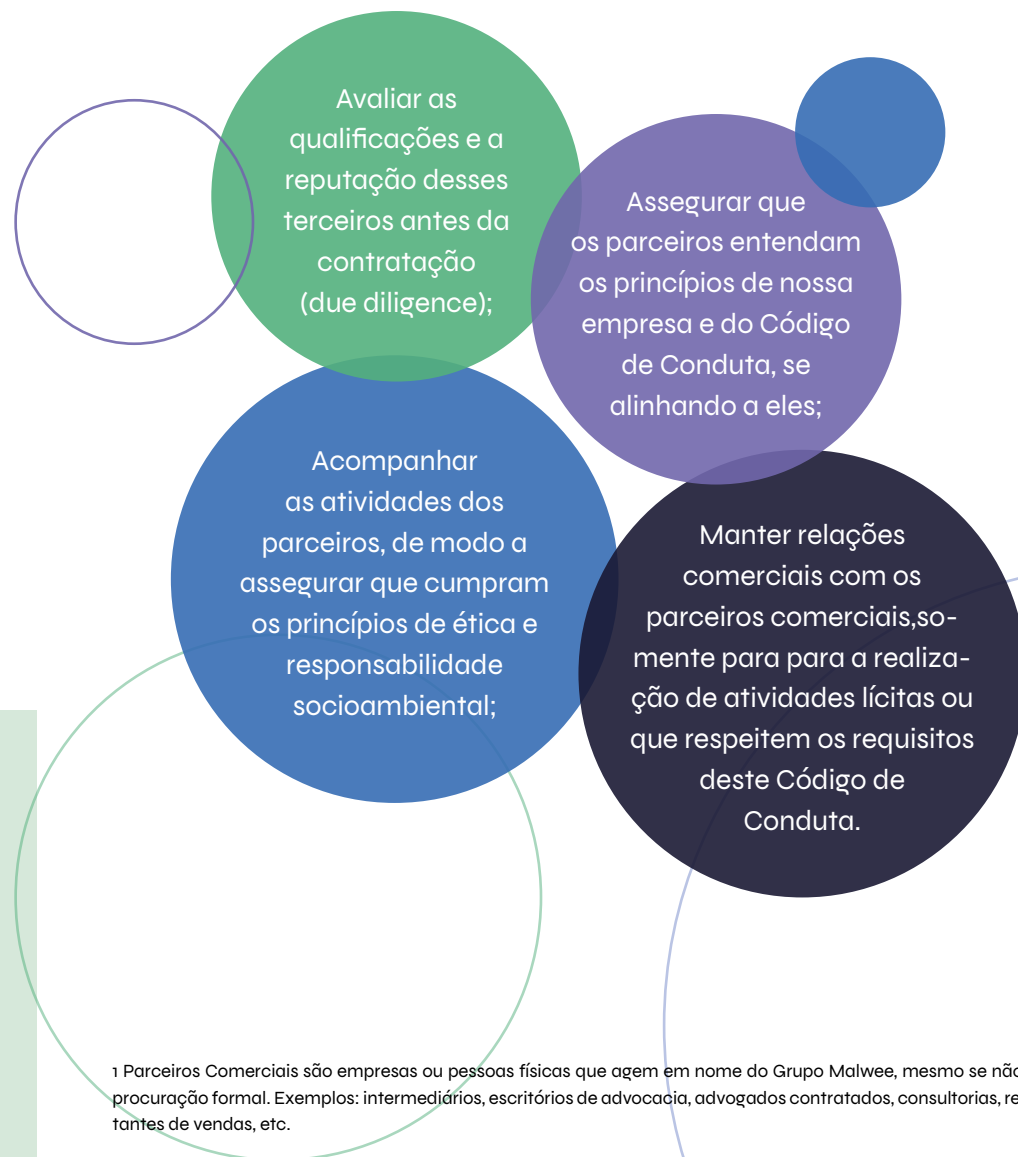 Avaliar as
qualificações e a
reputação desses
terceiros antes da
contratação
(due diligence);
Assegurar que
os parceiros entendam
os princípios de nossa
empresa e do Código
de Conduta, se
alinhando a eles;
Acompanhar
as atividades dos
parceiros, de modo a
assegurar que cumpram
os princípios de ética e
responsabilidade
socioambiental;
Manter relações
comerciais com os
parceiros comerciais,so-
mente para para a realiza-
ção de atividades lícitas ou
que respeitem os requisitos
deste Código de
Conduta.
1 Parceiros Comerciais são empresas ou pessoas físicas que agem em nome do Grupo Malwee, mesmo se
procuração formal. Exemplos: intermediários, escritórios de advocacia, advogados contratados, consultorias,
tantes de vendas, etc.